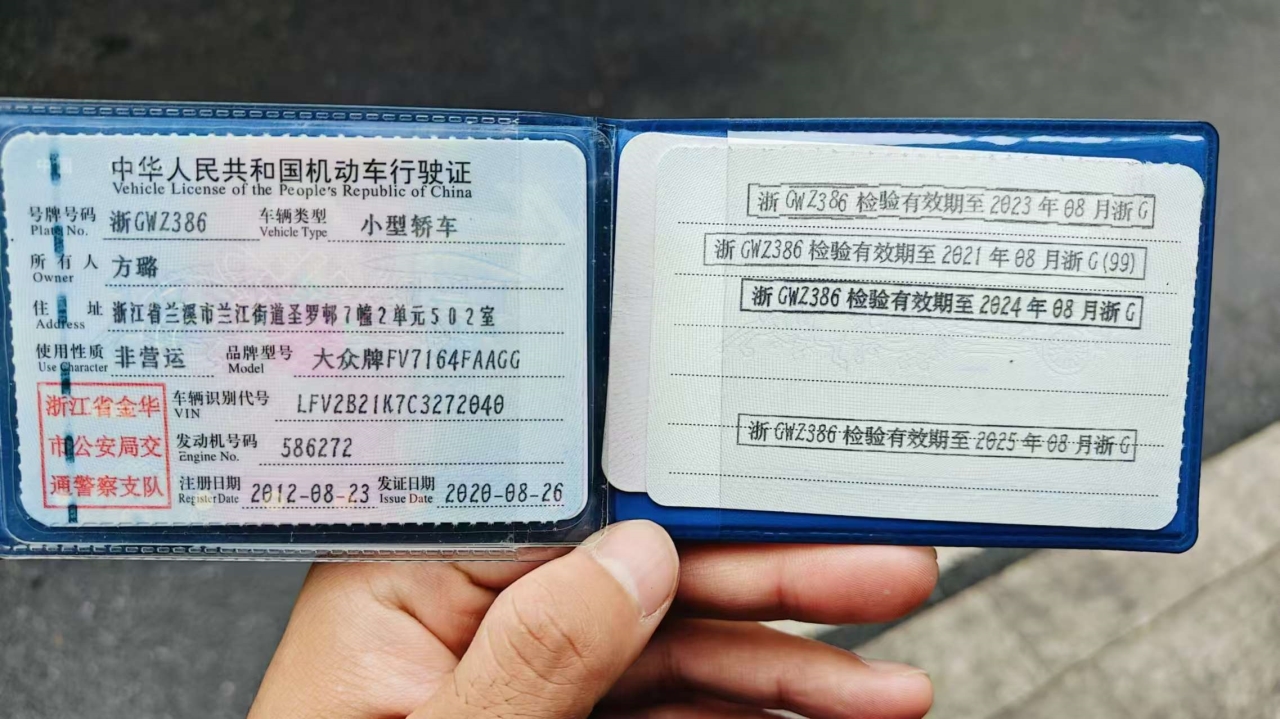 中华人民共和国机动车行驶证
Vehicle License of the People's Republic of China
号牌号码 浙GWZ386 车辆类型 小型轿车
Plate No. Vehicle Type
所有人 方璐
Owner
住址 浙江省兰溪市兰江街道圣罗邨7幢2单元502室
Address
使用性质 非营运 品牌型号 大众牌FV7164FAAGG
Use Character Model
浙江省金华
市公安局交
通警察支队
车辆识别代号 LFV2B21K7C3272040
VIN
发动机号码 586272
Engine No.
注册日期 2012-08-23 发证日期 2020-08-26
Register Date Issue Date
浙GWZ386检验有效期至2023年08月浙G
浙GWZ386检验有效期至2021年08月浙G(99)
浙GWZ386检验有效期至2024年08月浙G
浙GWZ386检验有效期至2025年08月浙G